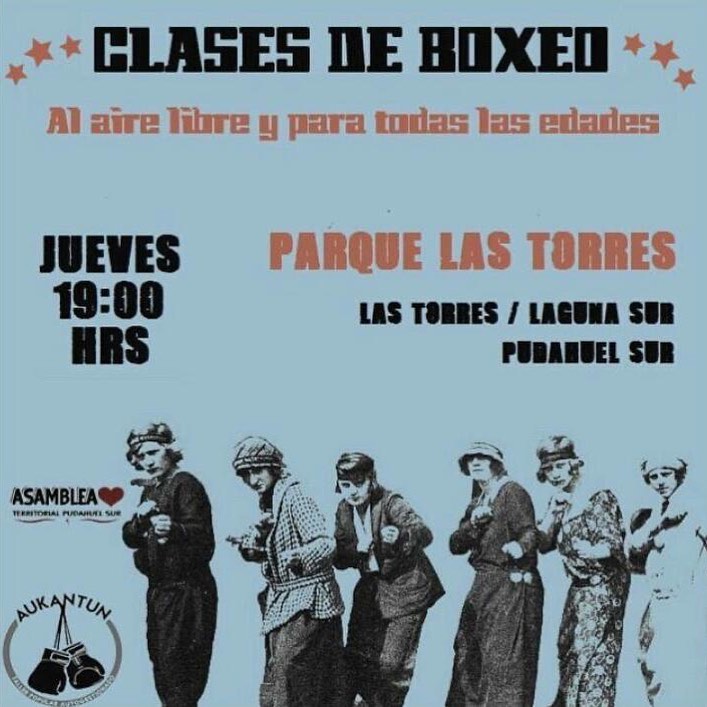 CLASES DE BOXEO
Al aire libre y para todas las edades
JUEVES
19:00
HRS
PARQUE LAS TORRES
LAS TORRES / LAGUNA SUR
PUDAHUEL SUR
ASAMBLEA
TERRITORIAL PUDAHUEL SUR
AUKANTUN